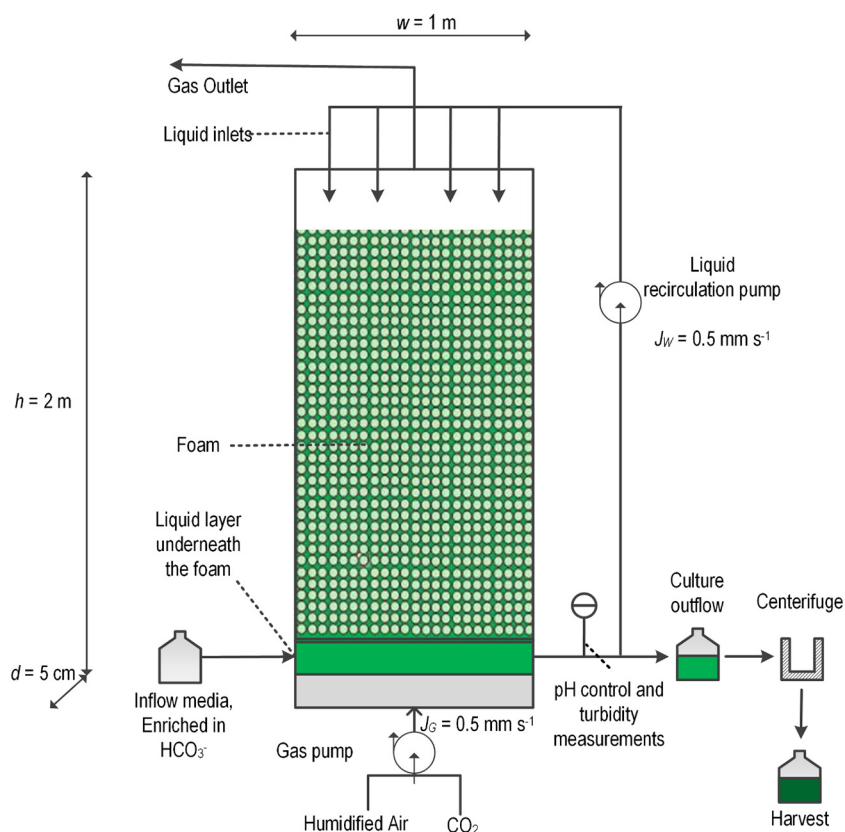 w = 1 m
Gas Outlet
Liquid inlets
Liquid
recirculation pump
J_W = 0.5 mm s⁻¹
h = 2 m
Foam
Liquid layer
underneath
the foam
Culture
outflow
Centerifuge
d = 5 cm
Inflow media,
Enriched in
HCO₃⁻
pH control and
turbidity
measurements
J_G = 0.5 mm s⁻¹
Gas pump
Humidified Air
CO₂
Harvest